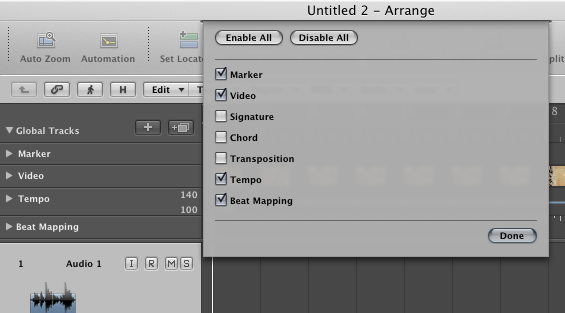 Untitled 2 – Arrange
Enable All
Disable All
Auto Zoom
Automation
Set Locat
Marker
Video
Signature
Chord
Transposition
Tempo
Beat Mapping
Done
H
Edit
T
Global Tracks
Marker
Video
Tempo
140
100
Beat Mapping
1
Audio 1
I
R
M
S
plit
8